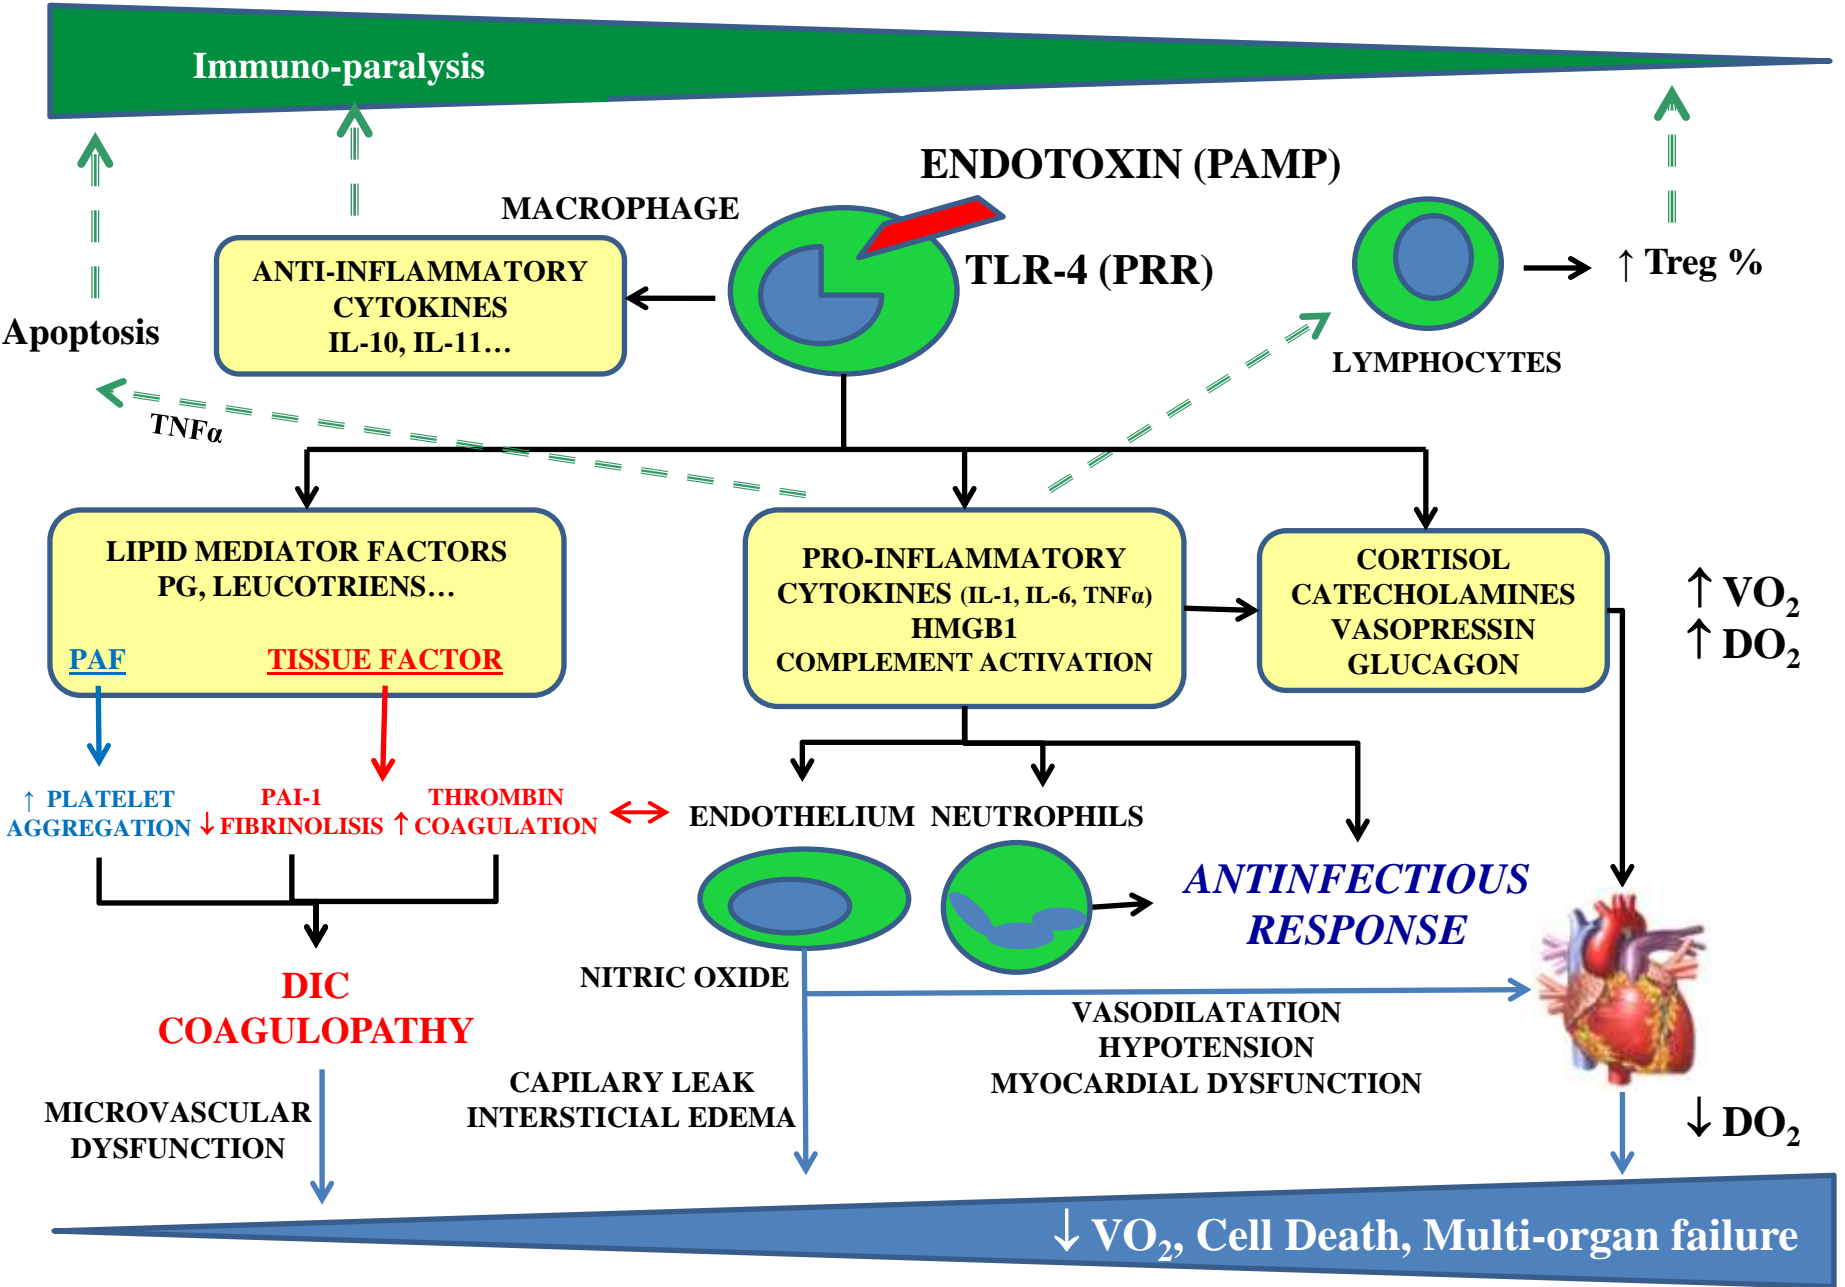 Immuno-paralysis
ENDOTOXIN (PAMP)
MACROPHAGE
TLR-4 (PRR)
ANTI-INFLAMMATORY
CYTOKINES
IL-10, IL-11…
↑ Treg %
LYMPHOCYTES
Apoptosis
TNFα
LIPID MEDIATOR FACTORS
PG, LEUCOTRIENS…
PAF
TISSUE FACTOR
PRO-INFLAMMATORY
CYTOKINES (IL-1, IL-6, TNFα)
HMGB1
COMPLEMENT ACTIVATION
CORTISOL
CATECHOLAMINES
VASOPRESSIN
GLUCAGON
↑ VO₂
↑ DO₂
↑ PLATELET
AGGREGATION
PAI-1
↓ FIBRINOLISIS
THROMBIN
↑ COAGULATION
ENDOTHELIUM
NEUTROPHILS
ANTINFECTIOUS
RESPONSE
DIC
COAGULOPATHY
NITRIC OXIDE
VASODILATATION
HYPOTENSION
MYOCARDIAL DYSFUNCTION
CAPILARY LEAK
INTERSTICIAL EDEMA
MICROVASCULAR
DYSFUNCTION
↓ DO₂
↓ VO₂, Cell Death, Multi-organ failure